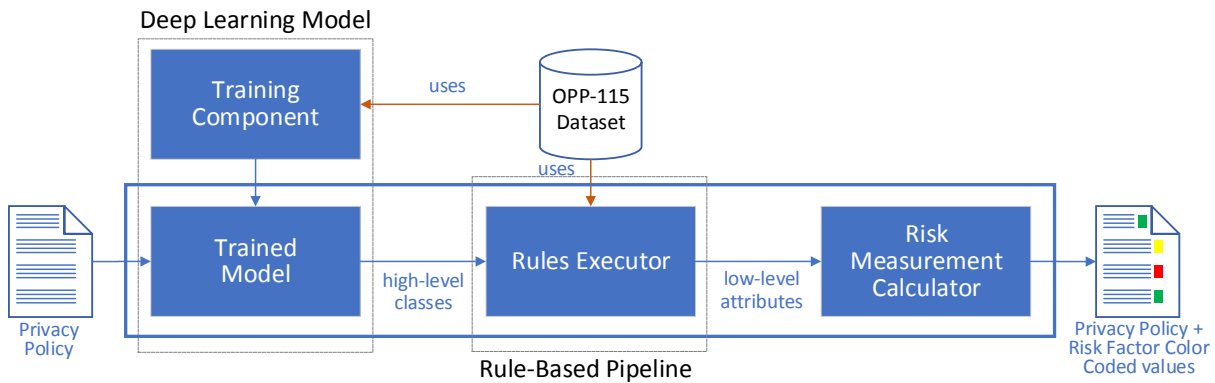 Deep Learning Model
Training
Component
uses
OPP-115
Dataset
uses
Trained
Model
high-level
classes
Rules Executor
low-level
attributes
Risk
Measurement
Calculator
Privacy
Policy
Rule-Based Pipeline
Privacy Policy +
Risk Factor Color
Coded values